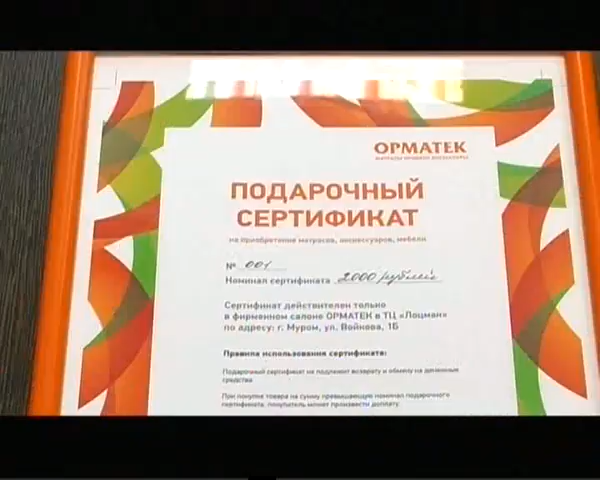 ОРМАТЕК
ПОДАРОЧНЫЙ
СЕРТИФИКАТ
на приобретение матрасов, аксессуаров, мебели
№ 001
Номинал сертификата 2000 рублей
Сертификат действителен только
в фирменном салоне ОРМАТЕК в ТЦ «Лоцман»
по адресу: г. Муром, ул. Войкова, 1Б
Правила использования сертификата:
Подарочный сертификат не подлежит возврату и обмену на денежные
средства
При покупке товара на сумму превышающую номинал подарочного
сертификата, покупатель может произвести доплату.